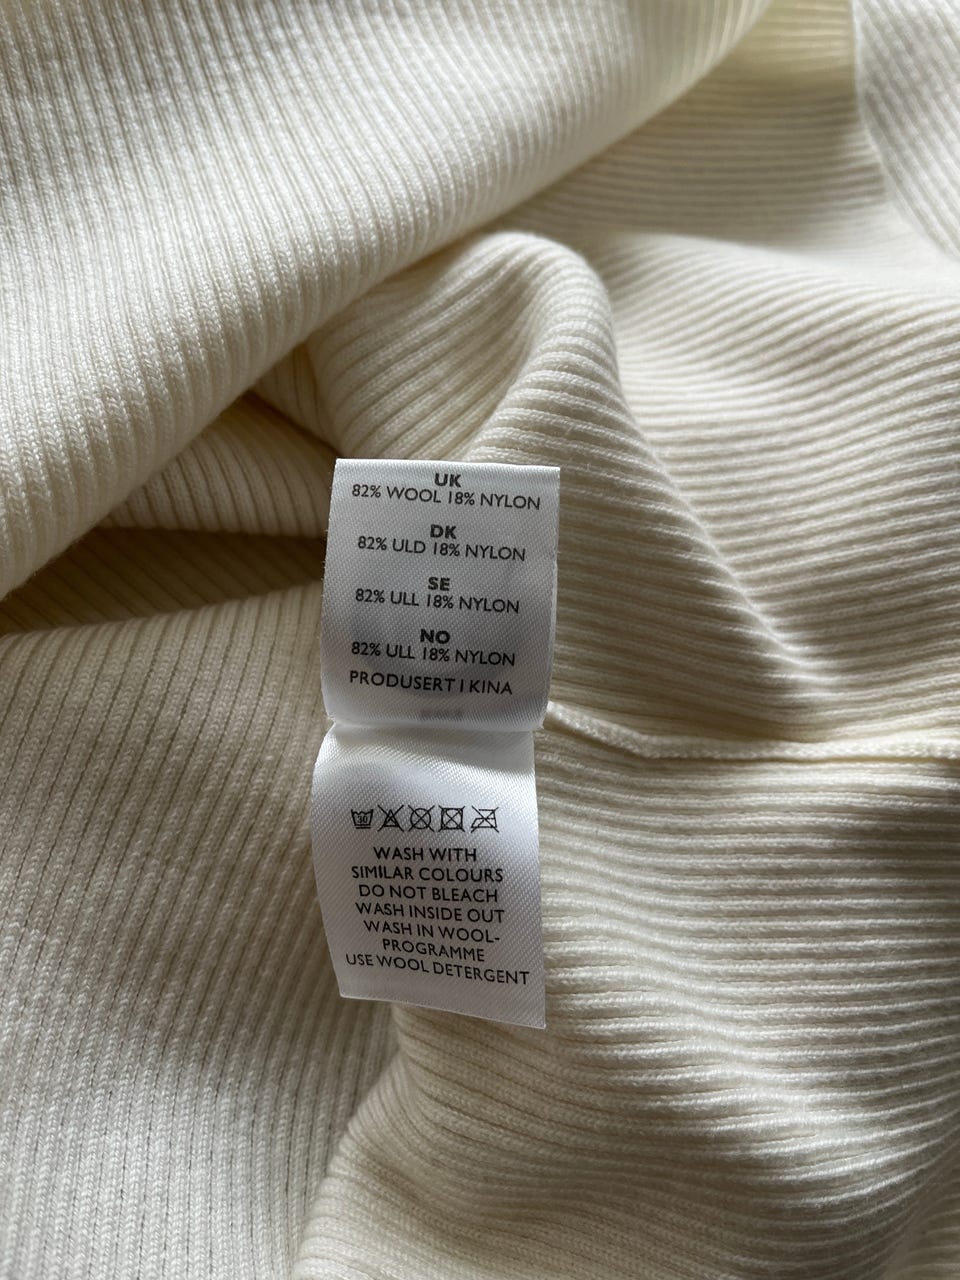 UK
82% WOOL 18% NYLON
DK
82% ULD 18% NYLON
SE
82% ULL 18% NYLON
NO
82% ULL 18% NYLON
PRODUSERT I KINA
30
WASH WITH
SIMILAR COLOURS
DO NOT BLEACH
WASH INSIDE OUT
WASH IN WOOL-
PROGRAMME
USE WOOL DETERGENT